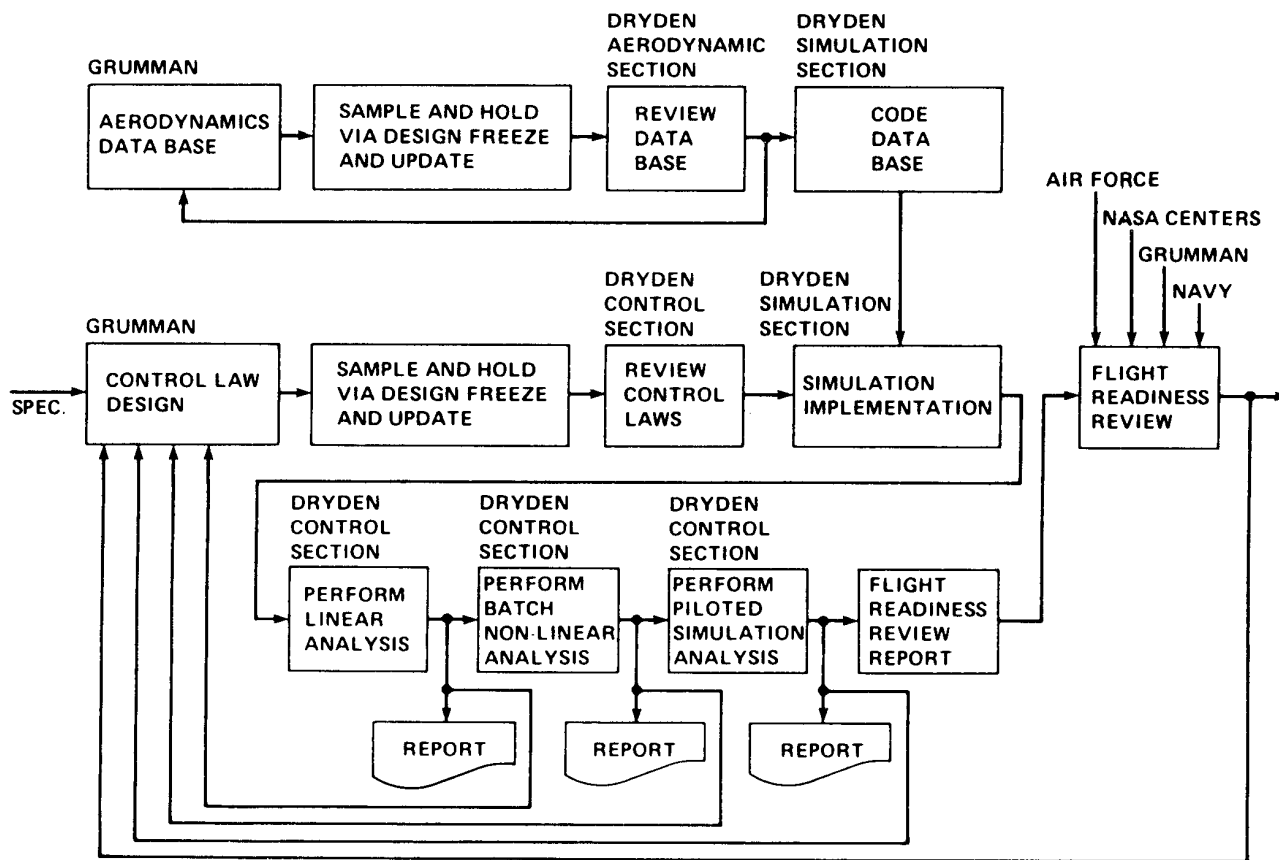 DRYDEN
AERODYNAMIC
SECTION
DRYDEN
SIMULATION
SECTION
GRUMMAN
AERODYNAMICS
DATA BASE
SAMPLE AND HOLD
VIA DESIGN FREEZE
AND UPDATE
REVIEW
DATA
BASE
CODE
DATA
BASE
AIR FORCE
NASA CENTERS
GRUMMAN
NAVY
GRUMMAN
DRYDEN
CONTROL
SECTION
DRYDEN
SIMULATION
SECTION
SPEC.
CONTROL LAW
DESIGN
SAMPLE AND HOLD
VIA DESIGN FREEZE
AND UPDATE
REVIEW
CONTROL
LAWS
SIMULATION
IMPLEMENTATION
FLIGHT
READINESS
REVIEW
DRYDEN
CONTROL
SECTION
DRYDEN
CONTROL
SECTION
DRYDEN
CONTROL
SECTION
PERFORM
LINEAR
ANALYSIS
PERFORM
BATCH
NON-LINEAR
ANALYSIS
PERFORM
PILOTED
SIMULATION
ANALYSIS
FLIGHT
READINESS
REVIEW
REPORT
REPORT
REPORT
REPORT